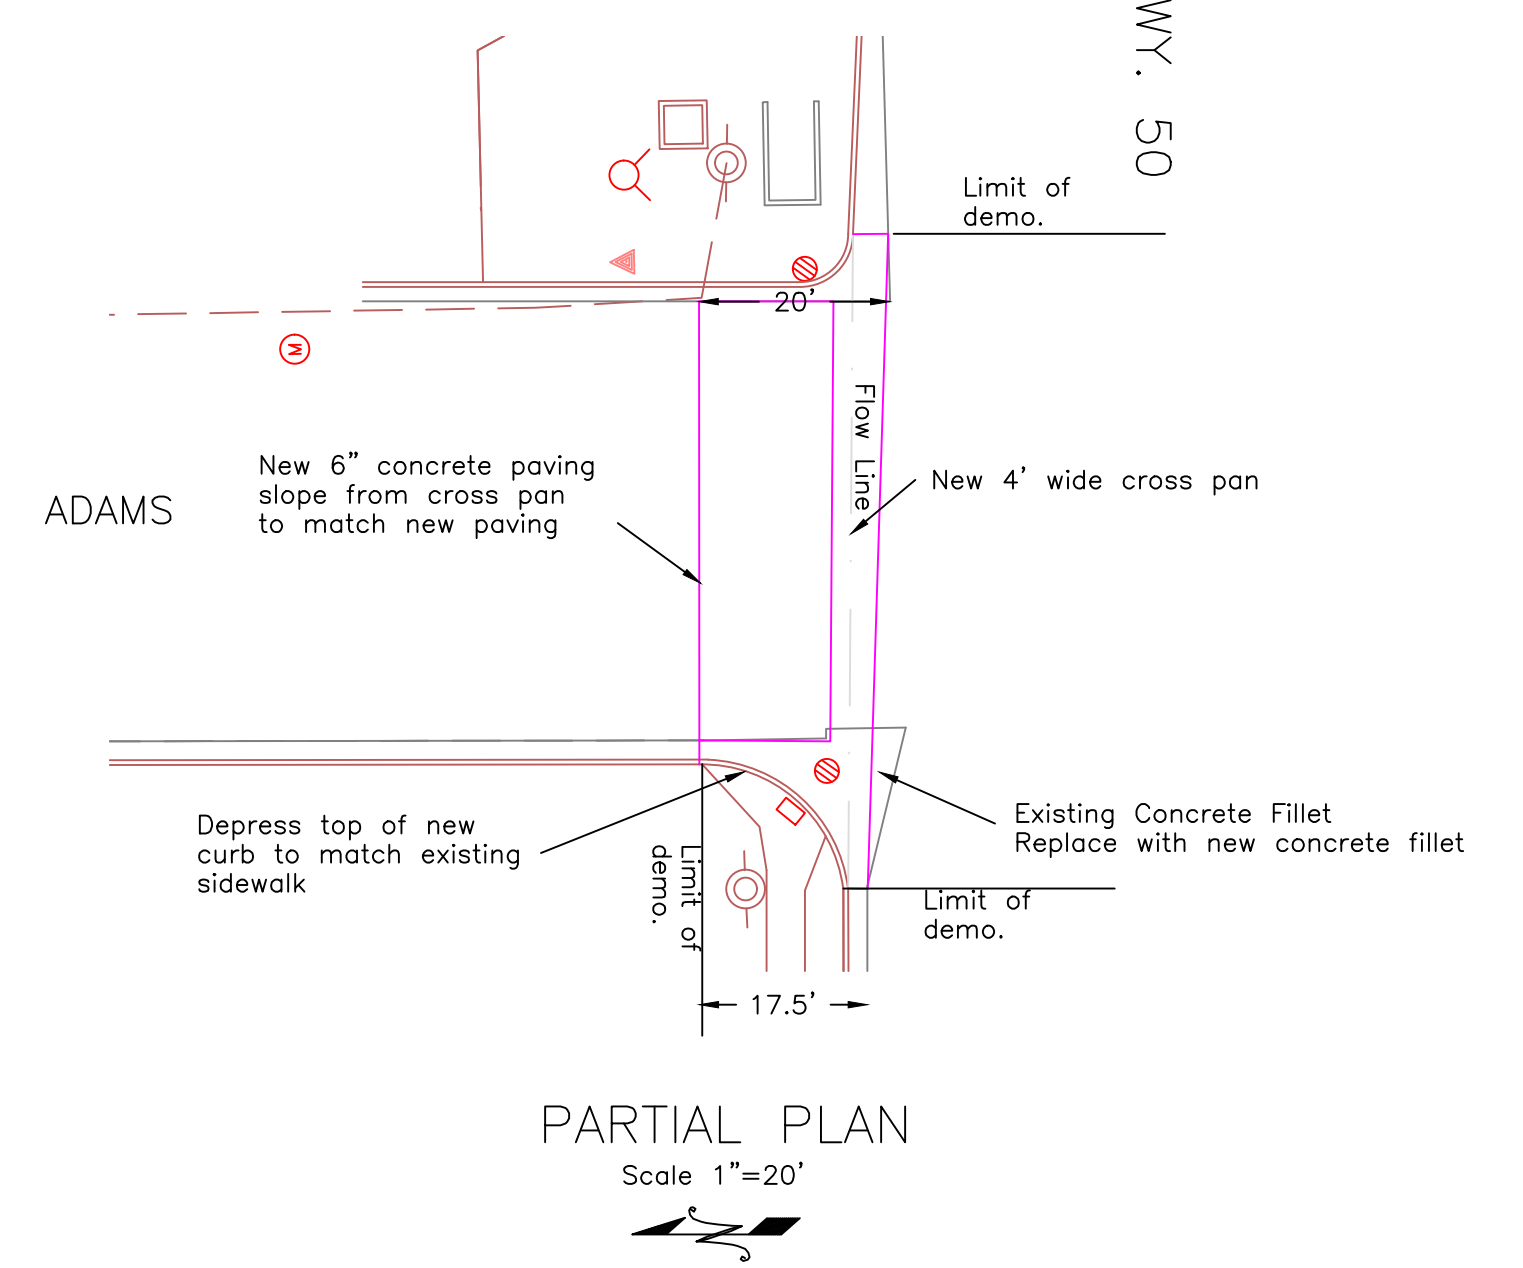 WY. 50
Limit of
demo.
20'
M
Flow Line
New 6" concrete paving
slope from cross pan
to match new paving
New 4' wide cross pan
ADAMS
Depress top of new
curb to match existing
sidewalk
Limit of
demo.
Existing Concrete Fillet
Replace with new concrete fillet
Limit of
demo.
17.5'
PARTIAL PLAN
Scale 1"=20'